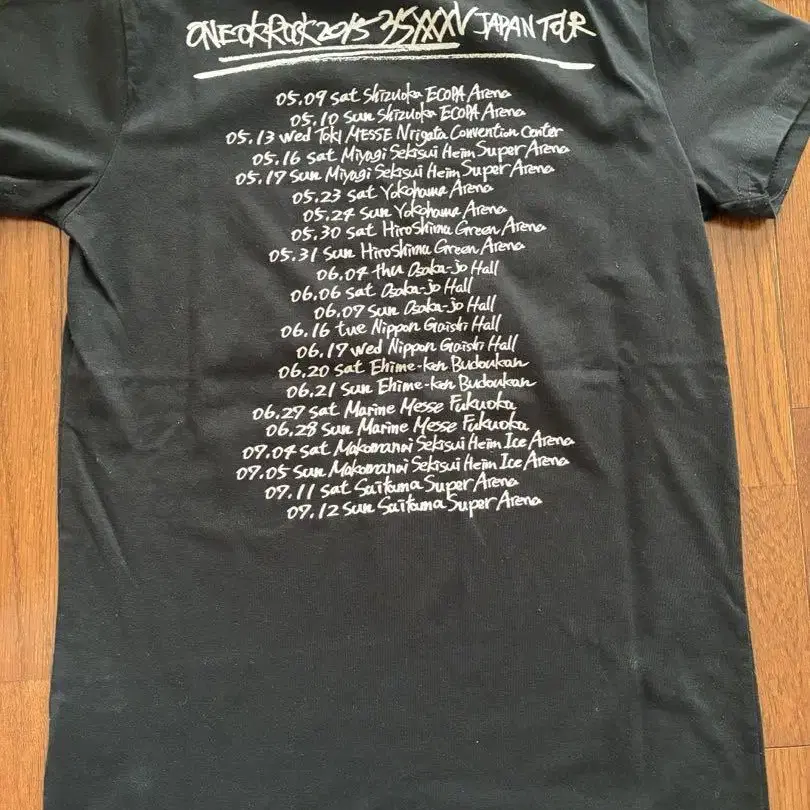 ONE OK ROCK 2015 35XXXV JAPAN TOUR
05.09 sat Shizuoka ECOPA Arena
05.10 sun Shizuoka ECOPA Arena
05.13 wed TOKI MESSE Niigata Convention Center
05.16 sat Miyagi Sekisui Heim Super Arena
05.17 sun Miyagi Sekisui Heim Super Arena
05.23 sat Yokohama Arena
05.24 sun Yokohama Arena
05.30 sat Hiroshima Green Arena
05.31 sun Hiroshima Green Arena
06.04 thu Osaka-jo Hall
06.06 sat Osaka-jo Hall
06.07 sun Osaka-jo Hall
06.16 tue Nippon Gaishi Hall
06.17 wed Nippon Gaishi Hall
06.20 sat Ehime-ken Budoukan
06.21 sun Ehime-ken Budoukan
06.27 sat Marine Messe Fukuoka
06.28 sun Marine Messe Fukuoka
07.04 sat Makomanai Sekisui Heim Ice Arena
07.05 sun Makomanai Sekisui Heim Ice Arena
07.11 sat Saitama Super Arena
07.12 sun Saitama Super Arena